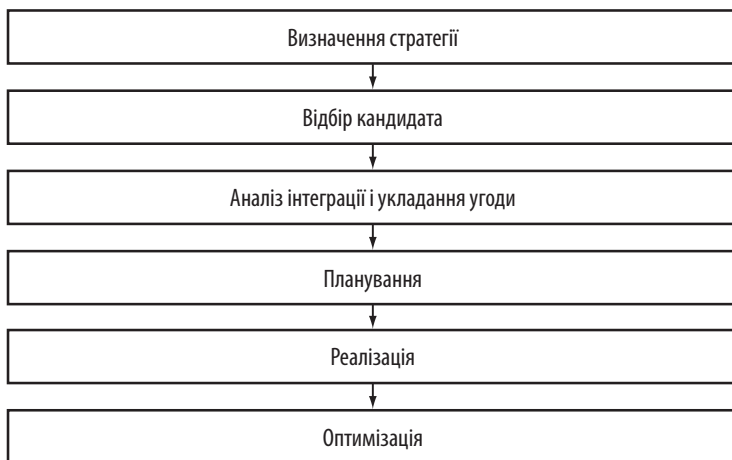 Визначення стратегії
Відбір кандидата
Аналіз інтеграції і укладання угоди
Планування
Реалізація
Оптимізація